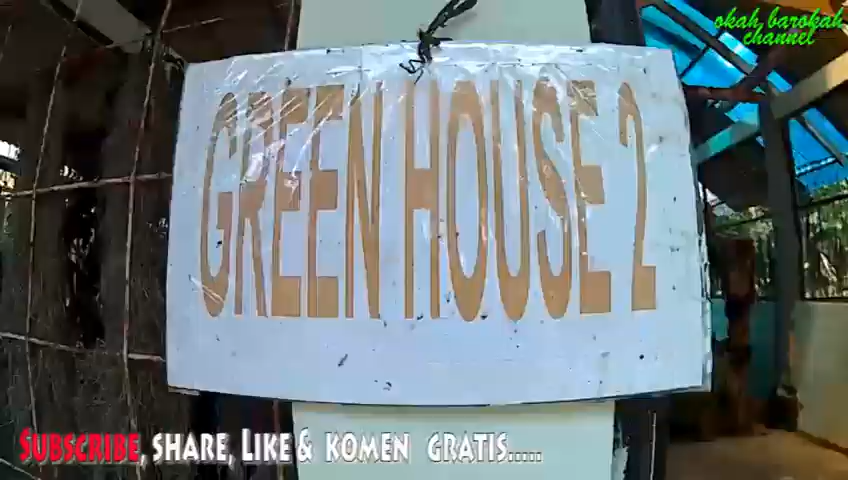 okah barokah
channel
GREEN HOUSE 2
SUBSCRIBE, SHARE, LIKE & KOMEN GRATIS.....